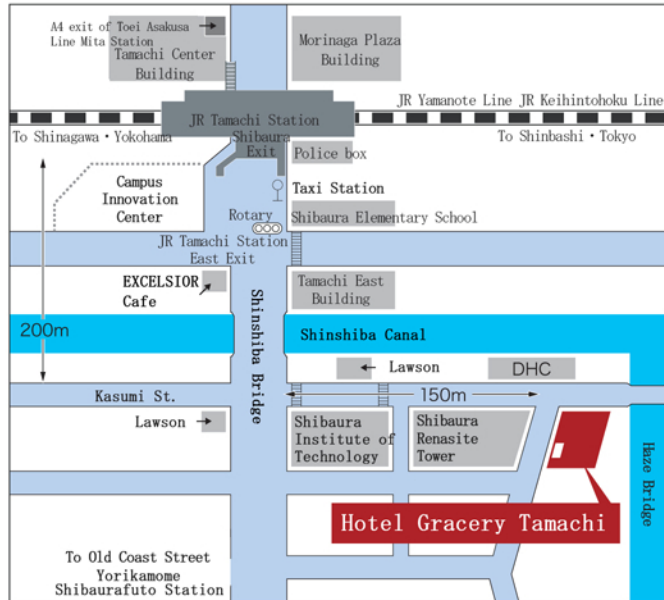 A4 exit of Toei Asakusa
Line Mita Station
Tamachi Center
Building
Morinaga Plaza
Building
JR Yamanote Line JR Keihintohoku Line
JR Tamachi Station
To Shinagawa・Yokohama
Shibaura
Exit
To Shinbashi・Tokyo
Police box
Campus
Innovation
Center
Taxi Station
Rotary
Shibaura Elementary School
JR Tamachi Station
East Exit
EXCELSIOR
Cafe
Tamachi East
Building
200m
Shinshiba Canal
Shinshiba Bridge
Lawson
DHC
Kasumi St.
150m
Lawson
Shibaura
Institute of
Technology
Shibaura
Renasite
Tower
Haze Bridge
Hotel Gracery Tamachi
To Old Coast Street
Yorikamome
Shibaurafuto Station